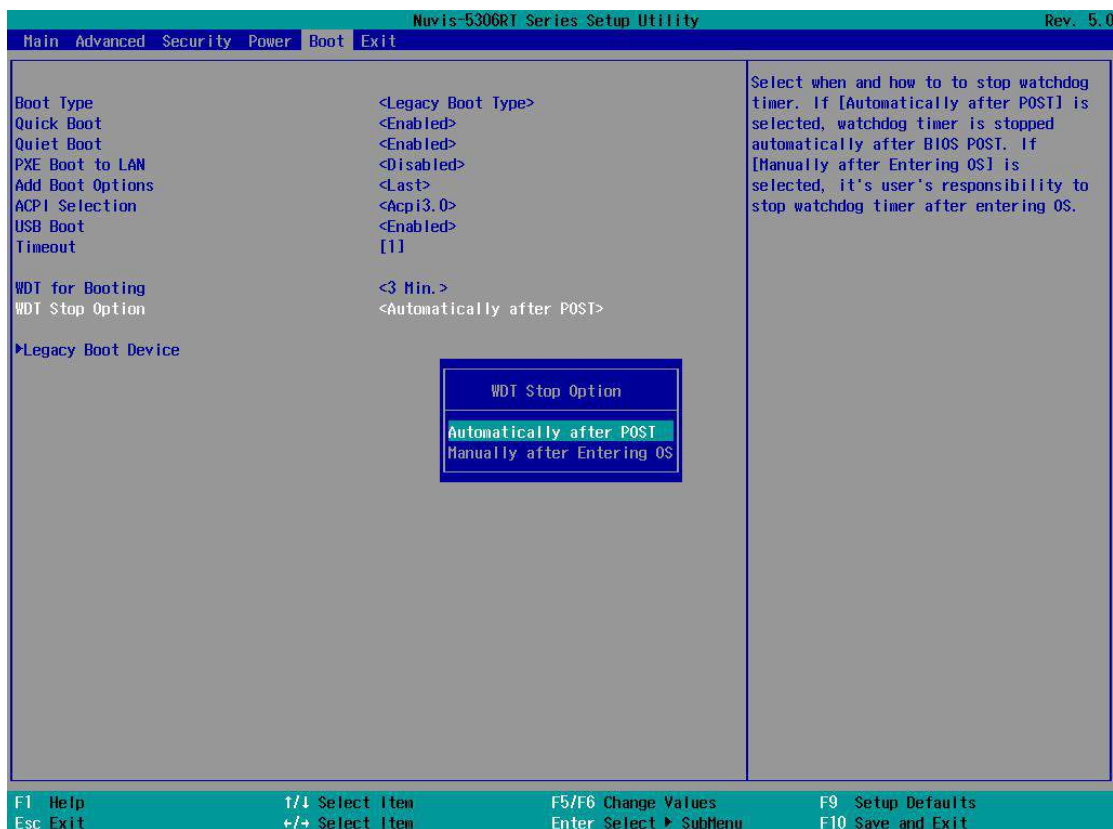 Nuvis-5306RT Series Setup Utility Rev. 5.0
Main Advanced Security Power Boot Exit
Boot Type <Legacy Boot Type>
Quick Boot <Enabled>
Quiet Boot <Enabled>
PXE Boot to LAN <Disabled>
Add Boot Options <Last>
ACPI Selection <Acpi3.0>
USB Boot <Enabled>
Timeout [1]
WDT for Booting <3 Min.>
WDT Stop Option <Automatically after POST>
▶Legacy Boot Device
WDT Stop Option
Automatically after POST
Manually after Entering OS
Select when and how to to stop watchdog
timer. If [Automatically after POST] is
selected, watchdog timer is stopped
automatically after BIOS POST. If
[Manually after Entering OS] is
selected, it's user's responsibility to
stop watchdog timer after entering OS.
F1 Help ↑/↓ Select Item F5/F6 Change Values F9 Setup Defaults
Esc Exit ←/→ Select Item Enter Select ▶ SubMenu F10 Save and Exit